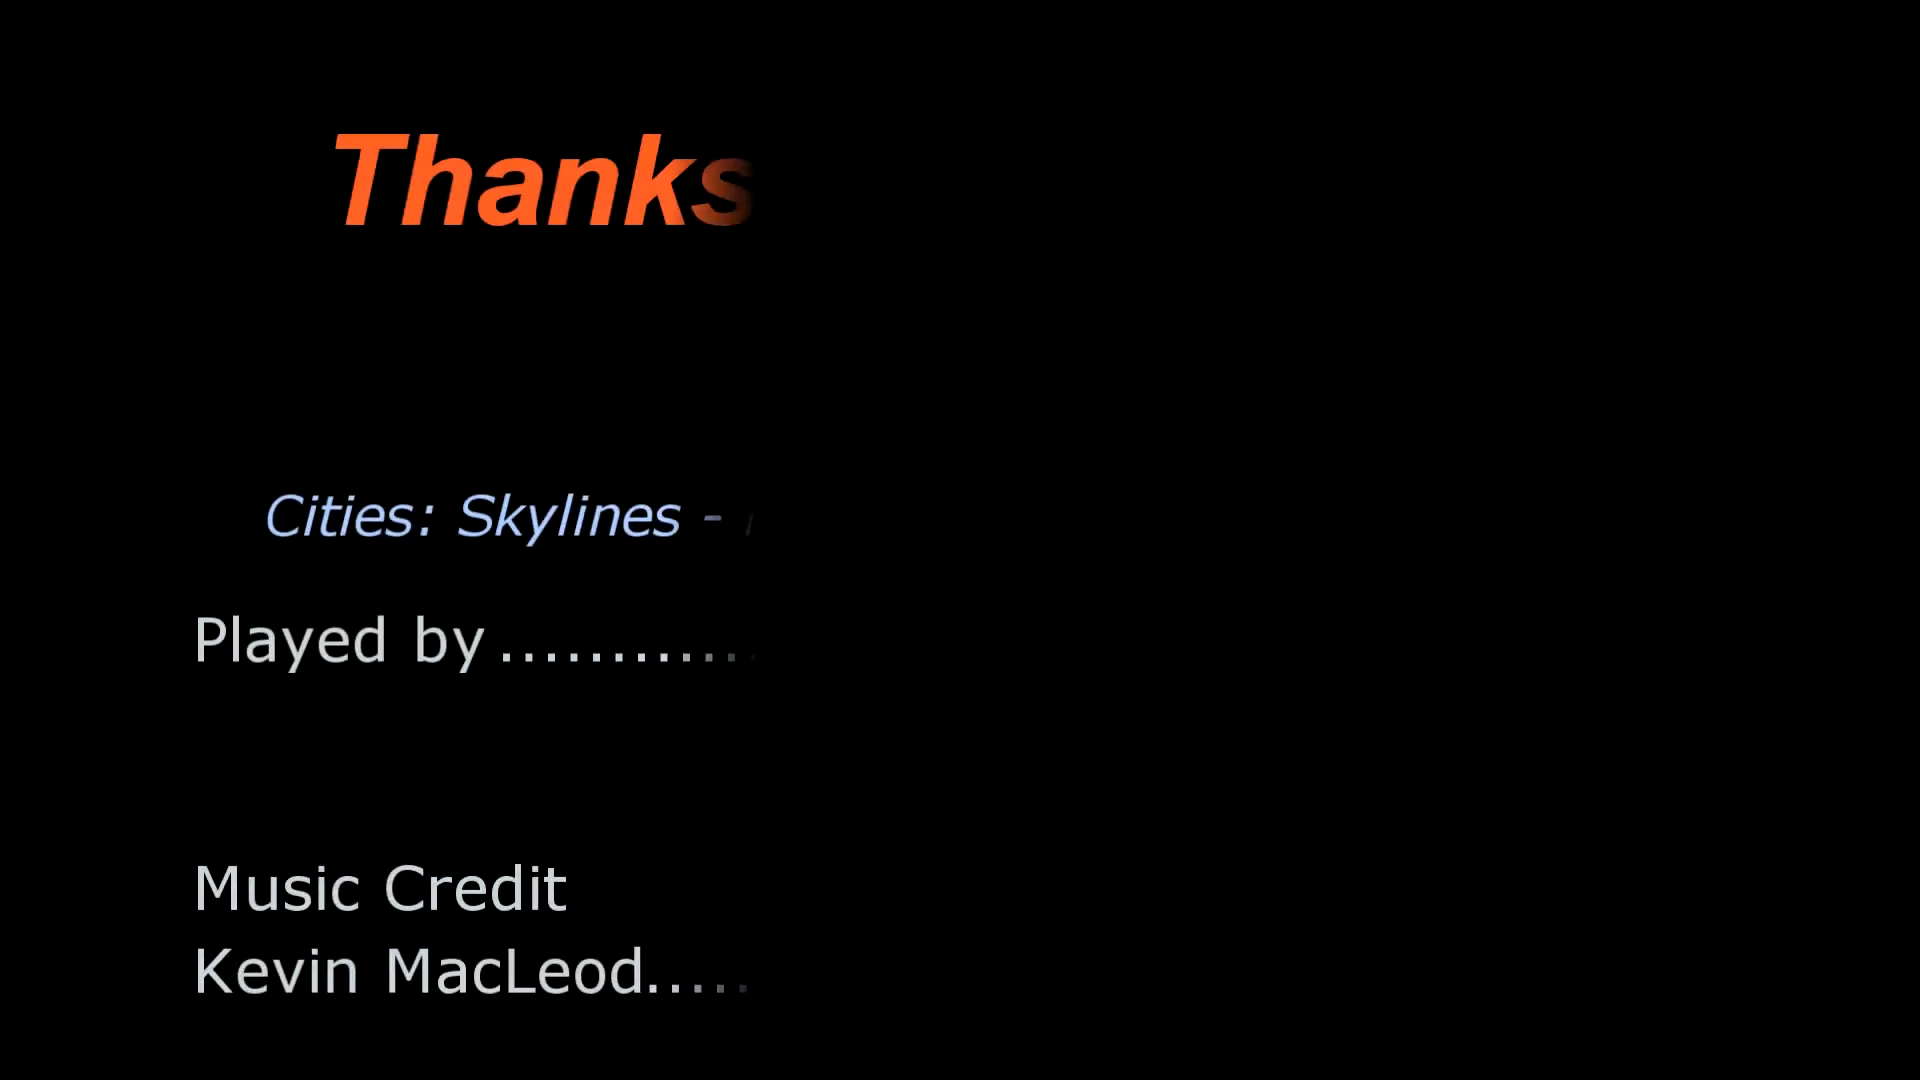 Thanks
Cities: Skylines -
Played by............
Music Credit
Kevin MacLeod.....